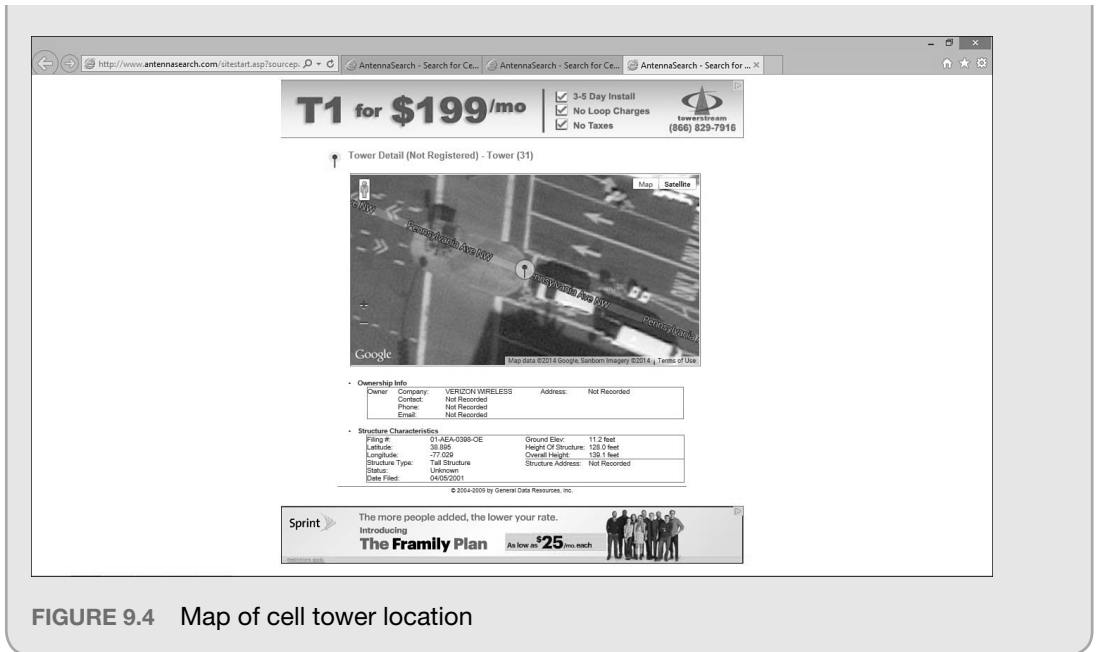 http://www.antennasearch.com/sitestart.asp?sourcep
AntennaSearch - Search for Ce...
AntennaSearch - Search for Ce...
AntennaSearch - Search for ...
T1 for $199/mo
3-5 Day Install
No Loop Charges
No Taxes
towerstream
(866) 829-7916
Tower Detail (Not Registered) - Tower (31)
Map Satellite
e NW
Pennsylvania Ave NW
ennsylvania Ave NW
Pennsylvania
Google
Map data ©2014 Google, Sanborn Imagery ©2014
Terms of Use
• Ownership Info
Owner Company: VERIZON WIRELESS Address: Not Recorded
Contact: Not Recorded
Phone: Not Recorded
Email: Not Recorded
• Structure Characteristics
Filing #: 01-AEA-0398-OE Ground Elev: 11.2 feet
Latitude: 38.895 Height Of Structure: 128.0 feet
Longitude: -77.029 Overall Height: 139.1 feet
Structure Type: Tall Structure Structure Address: Not Recorded
Status: Unknown
Date Filed: 04/05/2001
© 2004-2009 by General Data Resources, Inc.
Sprint
The more people added, the lower your rate.
Introducing
The Framily Plan
As low as $25/mo. each
FIGURE 9.4 Map of cell tower location